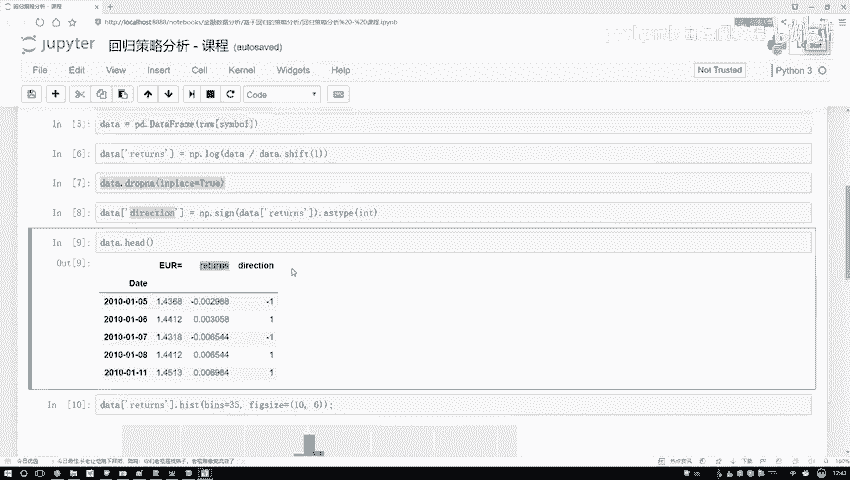 回归策略分析 - 课程
http://localhost:8888/notebooks/金融数据分析/基于回归的策略分析/回归策略分析%20-%20课程.ipynb
jupyter 回归策略分析 - 课程 (autosaved)
File Edit View Insert Cell Kernel Widgets Help
Not Trusted
Python 3
Code
In [5]: data = pd.DataFrame(raw[symbol])
In [6]: data['returns'] = np.log(data / data.shift(1))
In [7]: data.dropna(inplace=True)
In [8]: data['direction'] = np.sign(data['returns']).astype(int)
In [9]: data.head()
Out[9]:
EUR= returns direction
Date
2010-01-05 1.4368 -0.002988 -1
2010-01-06 1.4412 0.003058 1
2010-01-07 1.4318 -0.006544 -1
2010-01-08 1.4412 0.006544 1
2010-01-11 1.4513 0.006984 1
In [10]: data['returns'].hist(bins=35, figsize=(10, 6));
12:43